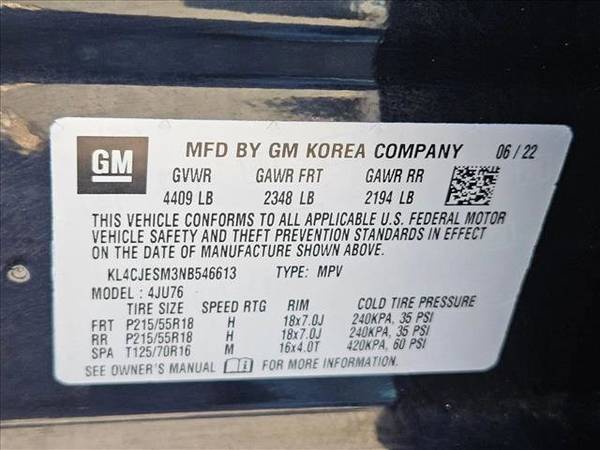 GM MFD BY GM KOREA COMPANY 06 / 22
GVWR GAWR FRT GAWR RR
4409 LB 2348 LB 2194 LB
THIS VEHICLE CONFORMS TO ALL APPLICABLE U.S. FEDERAL MOTOR
VEHICLE SAFETY AND THEFT PREVENTION STANDARDS IN EFFECT
ON THE DATE OF MANUFACTURE SHOWN ABOVE.
KL4CJESM3NB546613 TYPE: MPV
MODEL: 4JU76
TIRE SIZE SPEED RTG RIM COLD TIRE PRESSURE
FRT P215/55R18 H 18x7.0J 240KPA, 35 PSI
RR P215/55R18 H 18x7.0J 240KPA, 35 PSI
SPA T125/70R16 M 16x4.0T 420KPA, 60 PSI
SEE OWNER'S MANUAL FOR MORE INFORMATION.